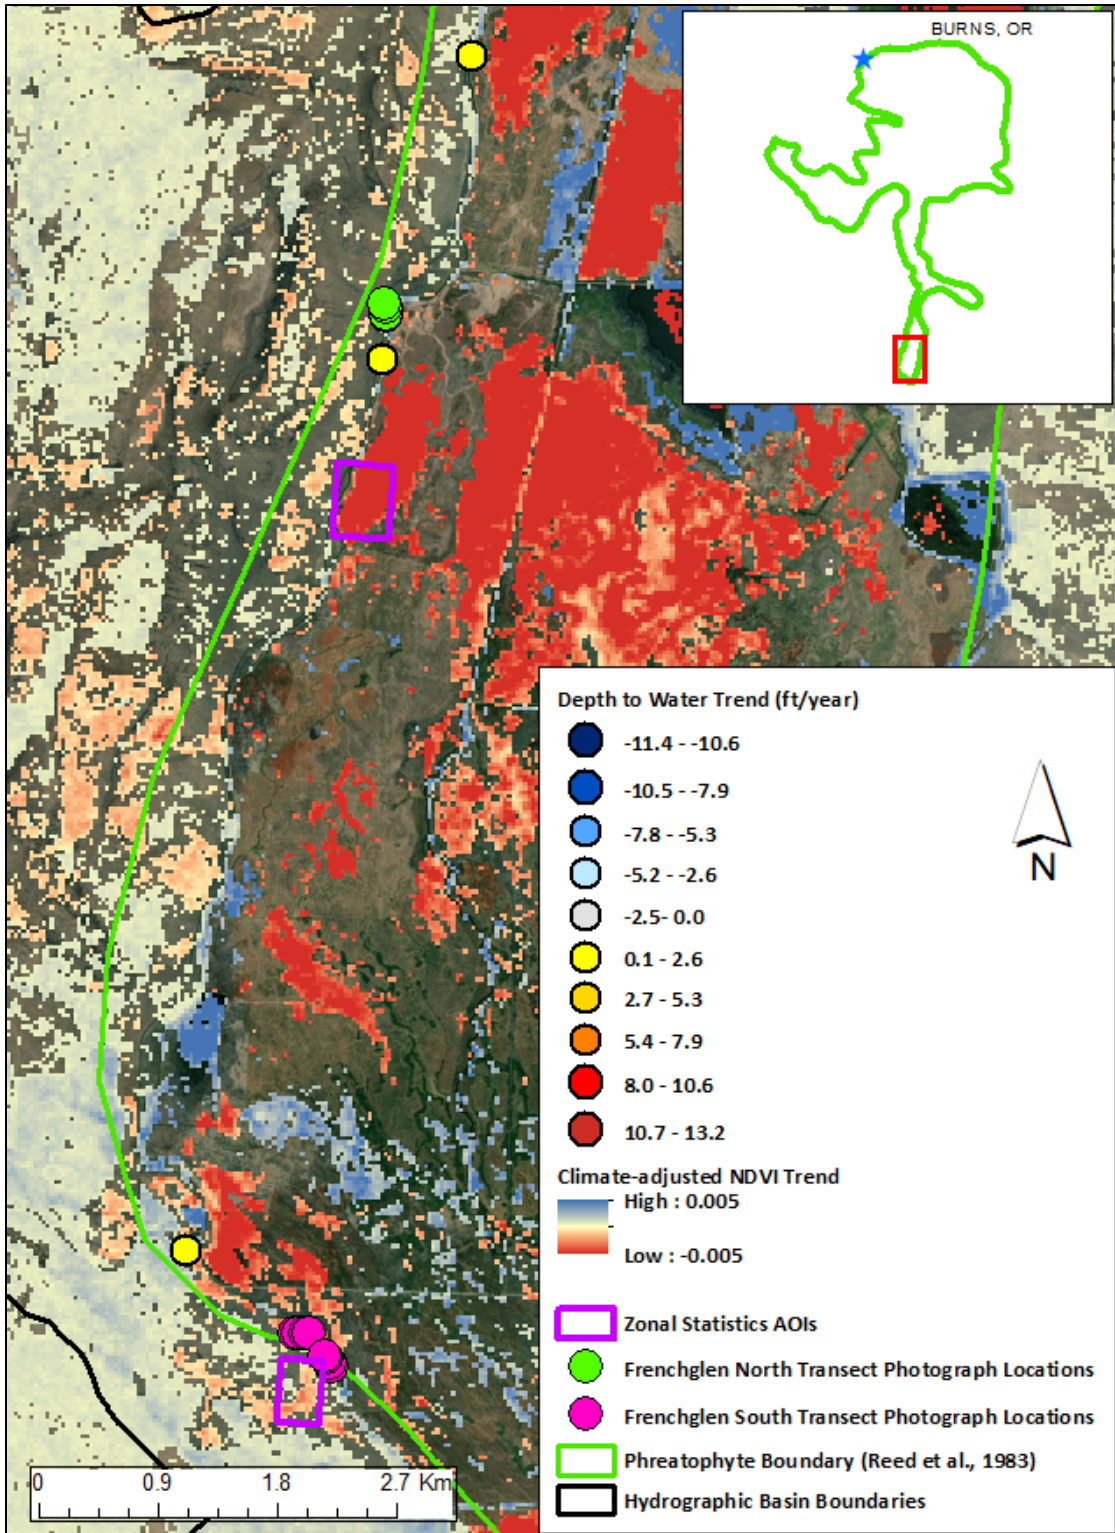 BURNS, OR
Depth to Water Trend (ft/year)
-11.4 - -10.6
-10.5 - -7.9
-7.8 - -5.3
-5.2 - -2.6
-2.5- 0.0
0.1 - 2.6
2.7 - 5.3
5.4 - 7.9
8.0 - 10.6
10.7 - 13.2
N
Climate-adjusted NDVI Trend
High : 0.005
Low : -0.005
Zonal Statistics AOIs
Frenchglen North Transect Photograph Locations
Frenchglen South Transect Photograph Locations
Phreatophyte Boundary (Reed et al., 1983)
Hydrographic Basin Boundaries
0 0.9 1.8 2.7 Km